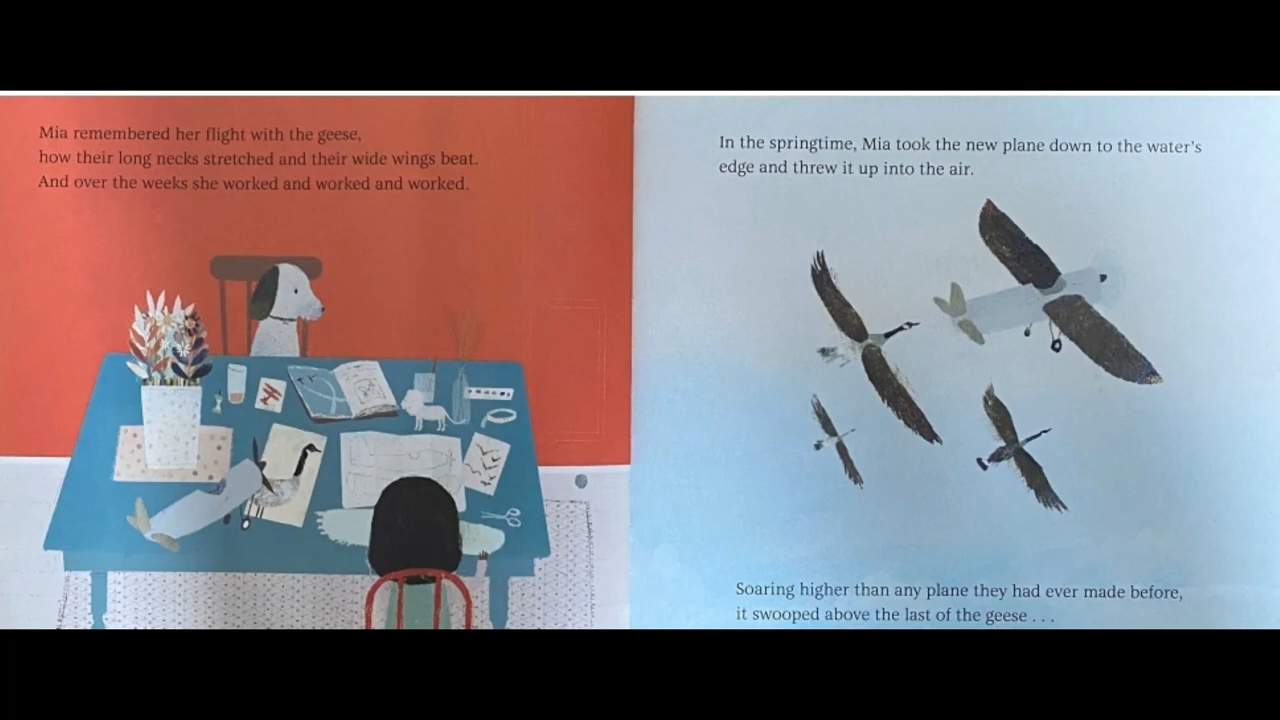 Mia remembered her flight with the geese,
how their long necks stretched and their wide wings beat.
And over the weeks she worked and worked and worked.
In the springtime, Mia took the new plane down to the water's
edge and threw it up into the air.
Soaring higher than any plane they had ever made before,
it swooped above the last of the geese . . .